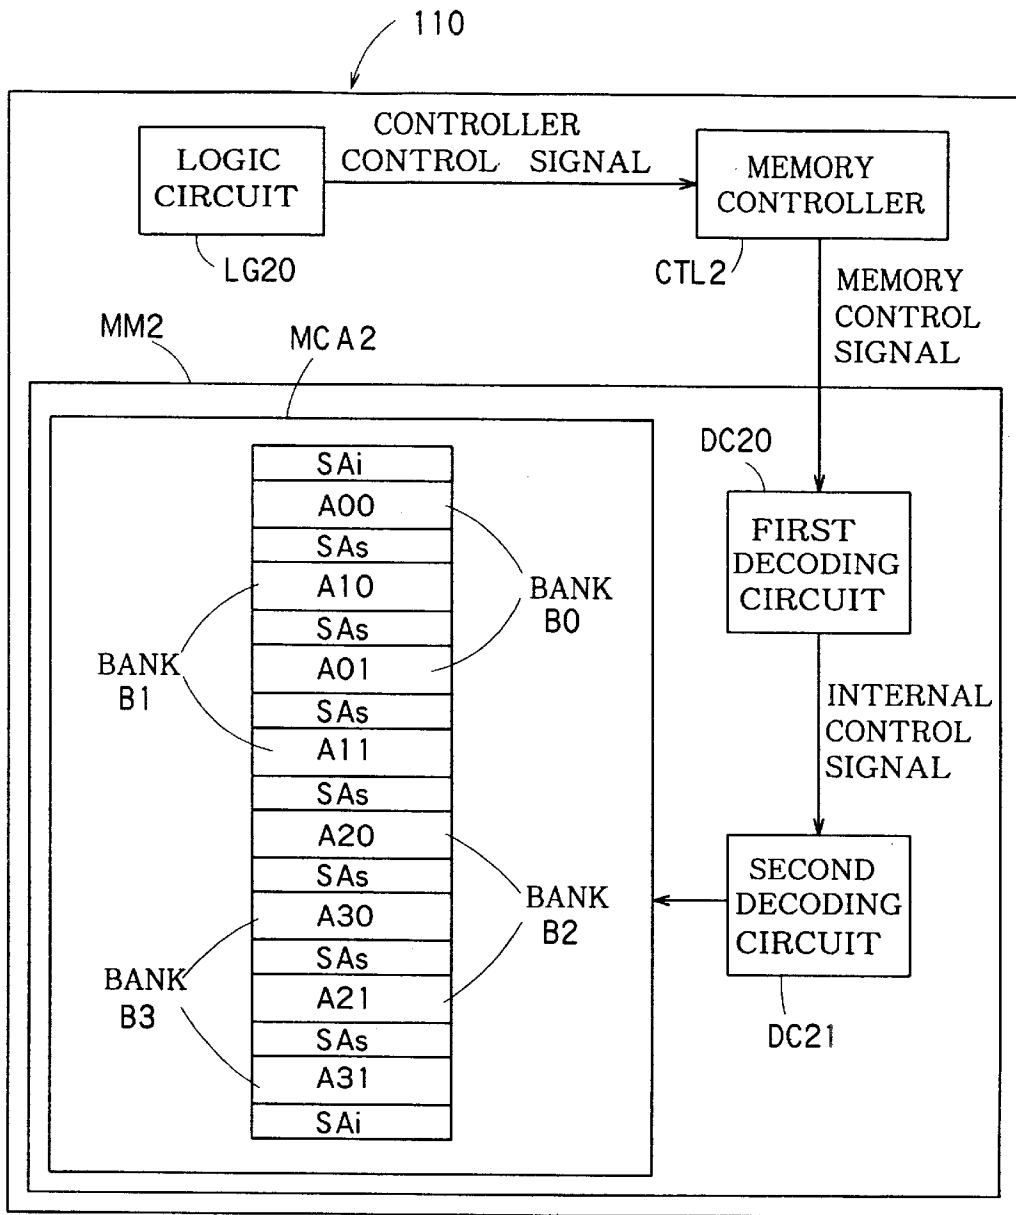 110
CONTROLLER
CONTROL SIGNAL
LOGIC
CIRCUIT
MEMORY
CONTROLLER
LG20
CTL2
MEMORY
CONTROL
SIGNAL
MM2
MCA2
DC20
SAi
A00
SAs
A10
SAs
A01
SAs
A11
SAs
A20
SAs
A30
SAs
A21
SAs
A31
SAi
BANK
B0
BANK
B1
BANK
B2
BANK
B3
FIRST
DECODING
CIRCUIT
INTERNAL
CONTROL
SIGNAL
SECOND
DECODING
CIRCUIT
DC21